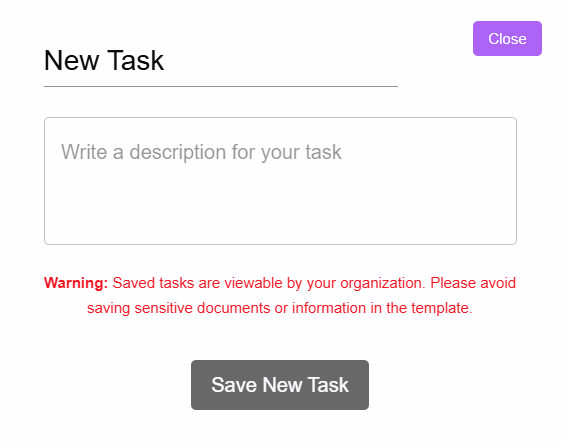 Close
New Task
Write a description for your task
Warning: Saved tasks are viewable by your organization. Please avoid
saving sensitive documents or information in the template.
Save New Task